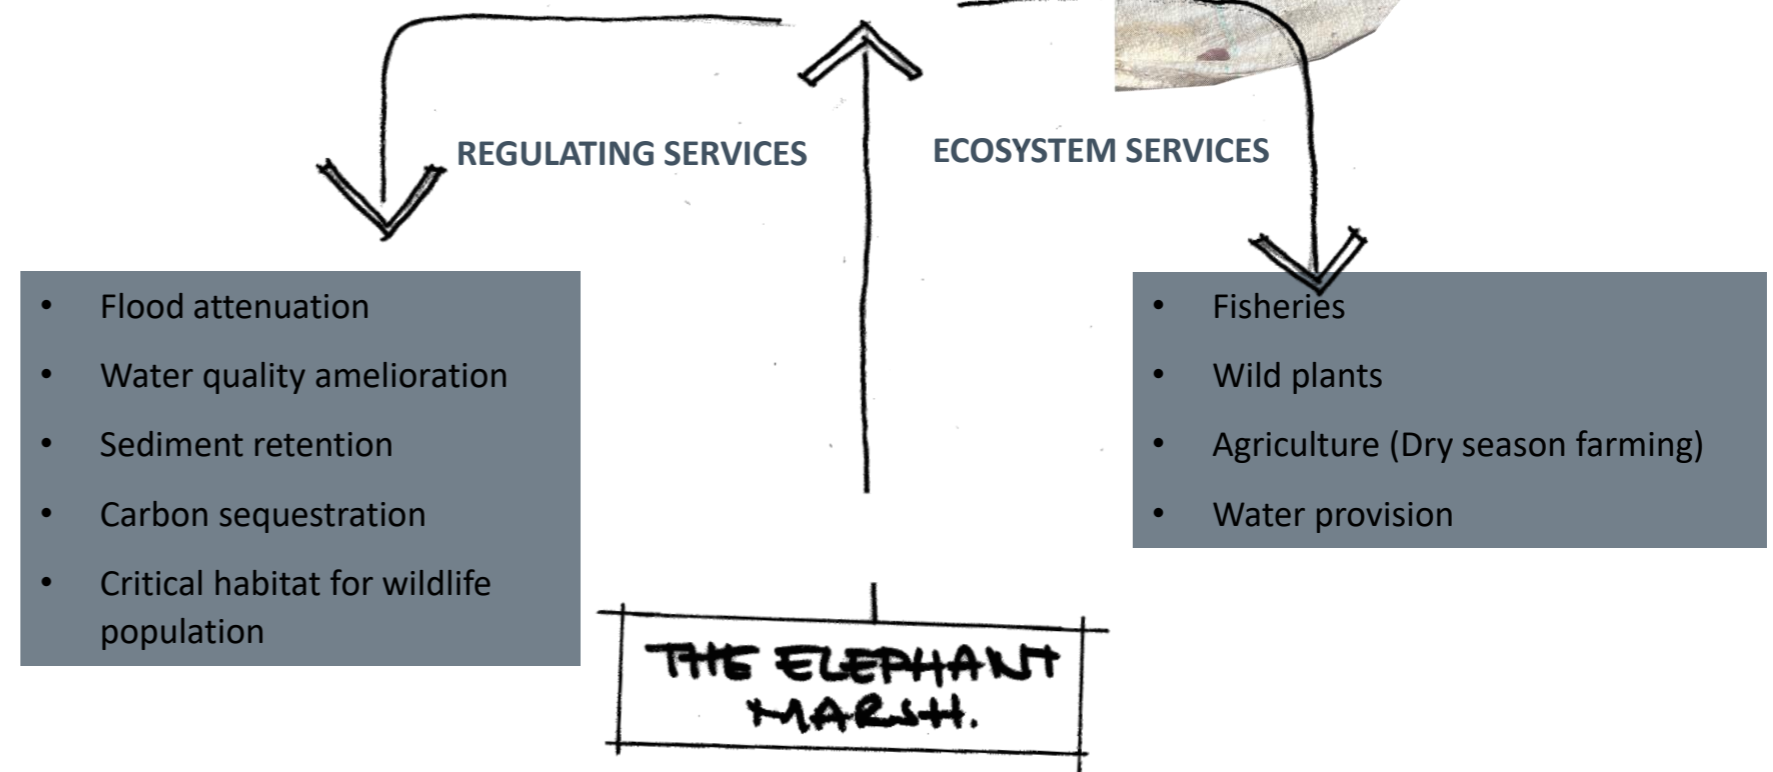 REGULATING SERVICES
ECOSYSTEM SERVICES
• Flood attenuation
• Water quality amelioration
• Sediment retention
• Carbon sequestration
• Critical habitat for wildlife
population
• Fisheries
• Wild plants
• Agriculture (Dry season farming)
• Water provision
THE ELEPHANT
MARSH.